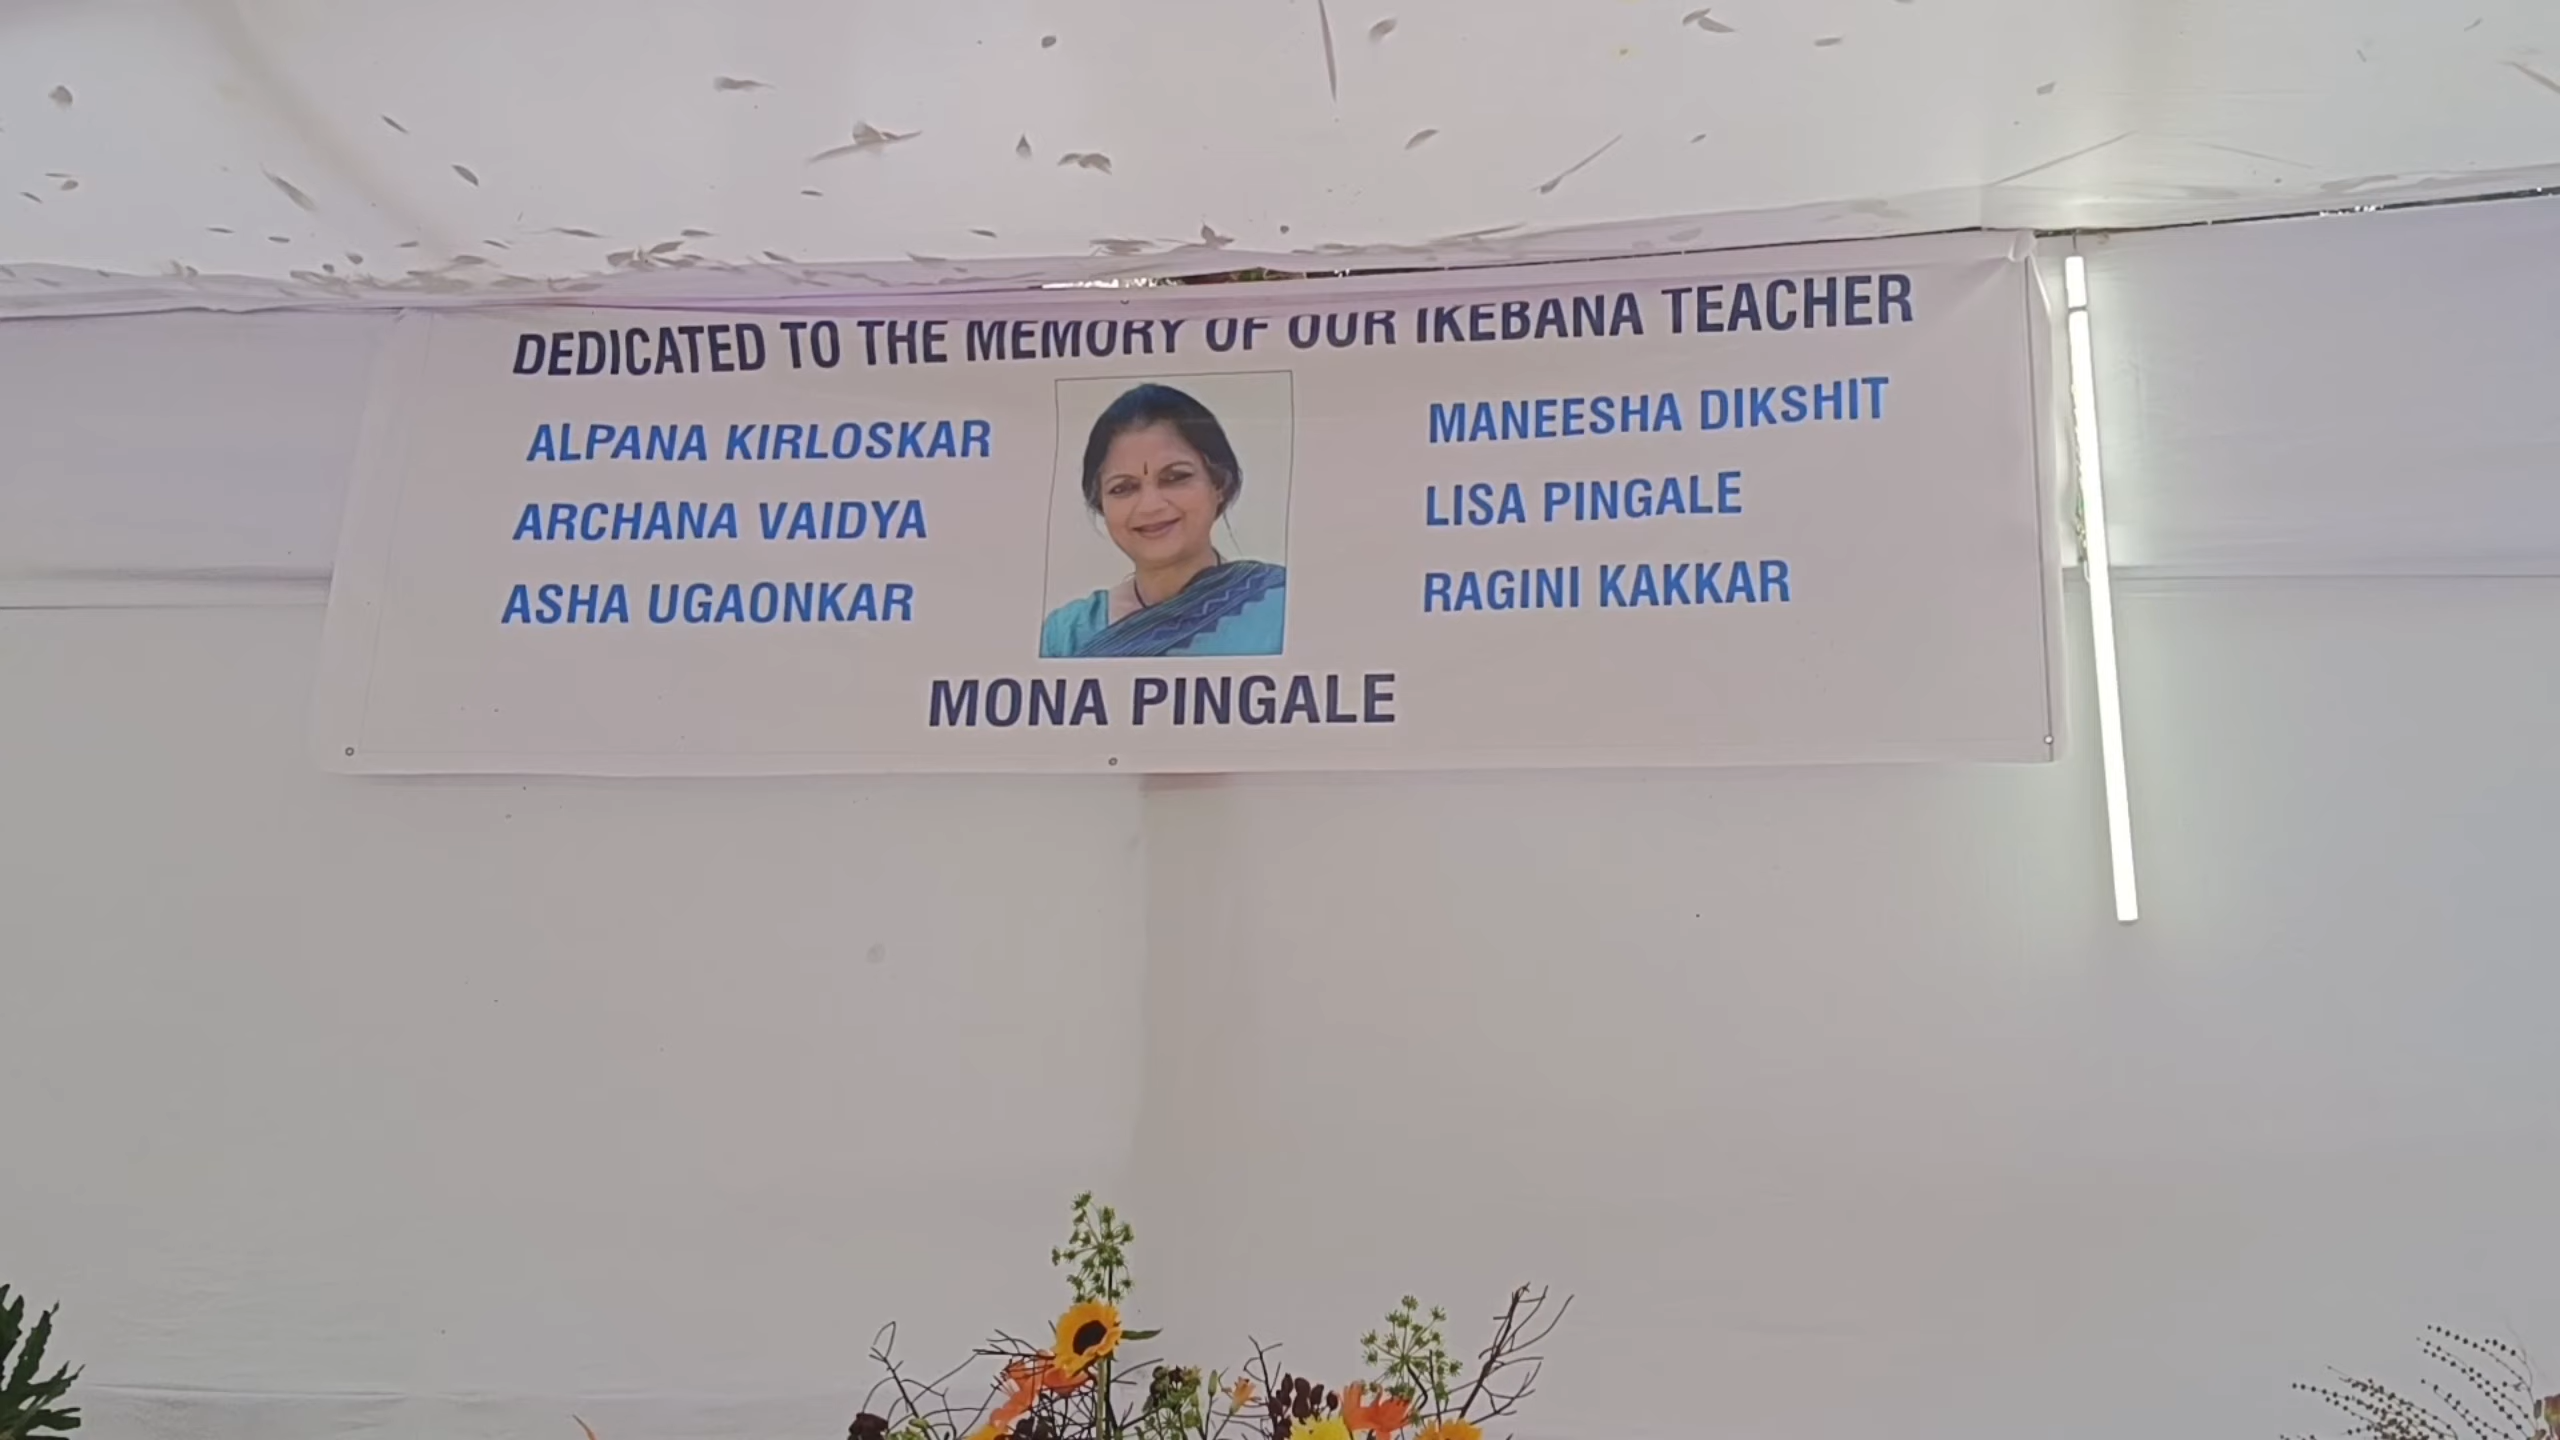 DEDICATED TO THE MEMORY OF OUR IKEBANA TEACHER
ALPANA KIRLOSKAR
ARCHANA VAIDYA
ASHA UGAONKAR
MANEESHA DIKSHIT
LISA PINGALE
RAGINI KAKKAR
MONA PINGALE